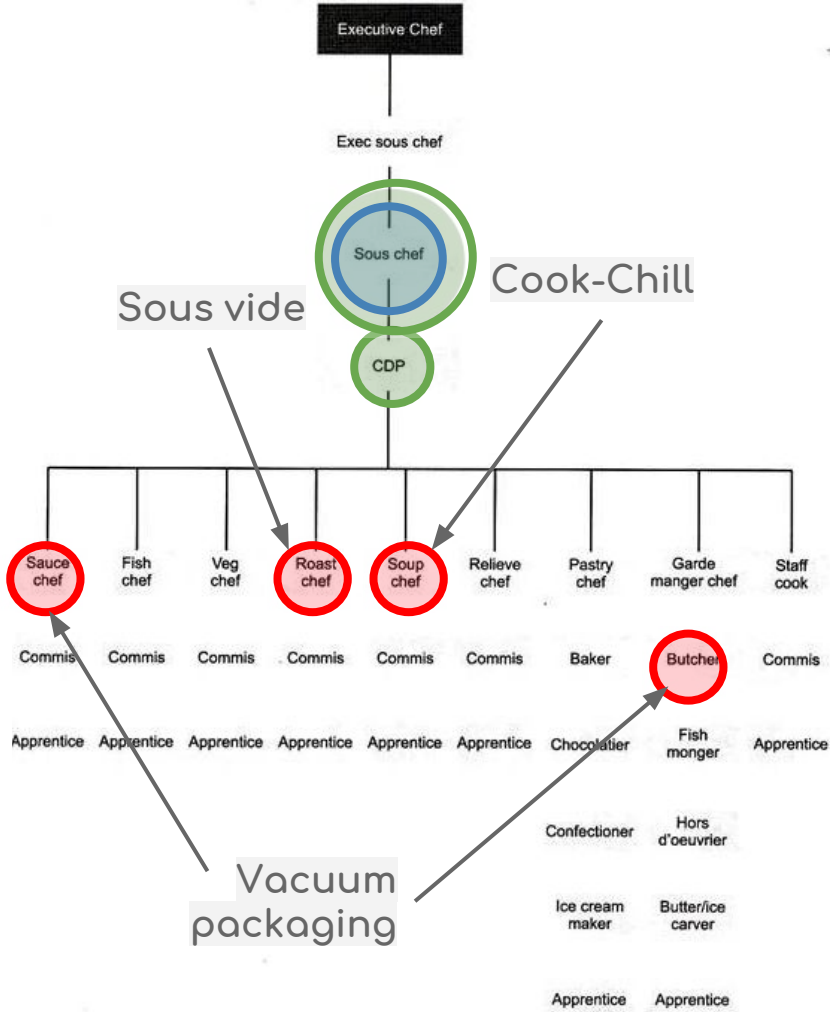 Executive Chef
Exec sous chef
Sous chef
Cook-Chill
Sous vide
CDP
Sauce chef
Fish chef
Veg chef
Roast chef
Soup chef
Relieve chef
Pastry chef
Garde manger chef
Staff cook
Commis
Commis
Commis
Commis
Commis
Commis
Baker
Butcher
Commis
Apprentice
Apprentice
Apprentice
Apprentice
Apprentice
Apprentice
Chocolatier
Fish monger
Apprentice
Confectioner
Hors d'oeuvrier
Vacuum
packaging
Ice cream maker
Butter/ice carver
Apprentice
Apprentice